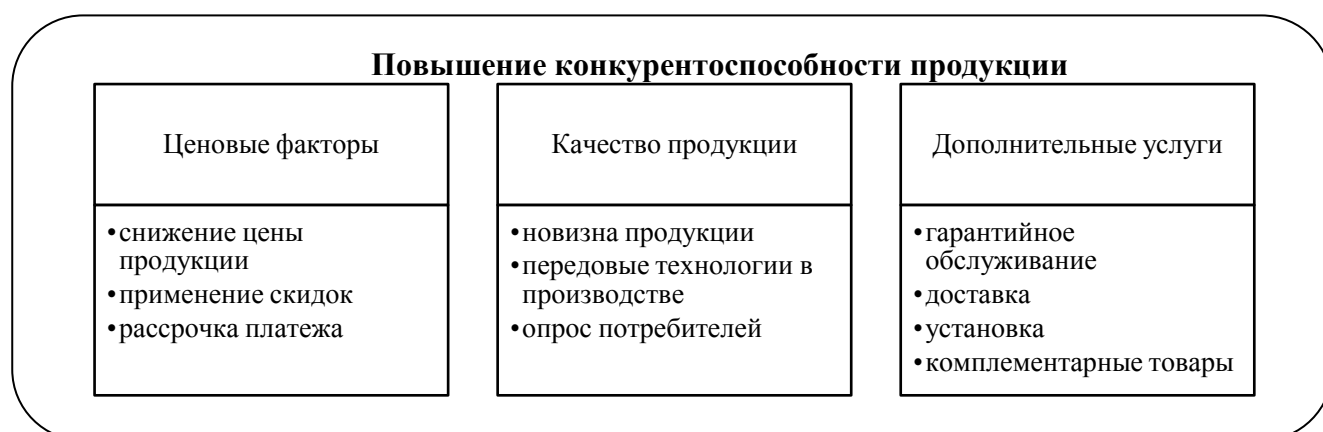 Повышение конкурентоспособности продукции
Ценовые факторы
•снижение цены
продукции
•применение скидок
•рассрочка платежа
Качество продукции
•новизна продукции
•передовые технологии в
производстве
•опрос потребителей
Дополнительные услуги
•гарантийное
обслуживание
•доставка
•установка
•комплементарные товары